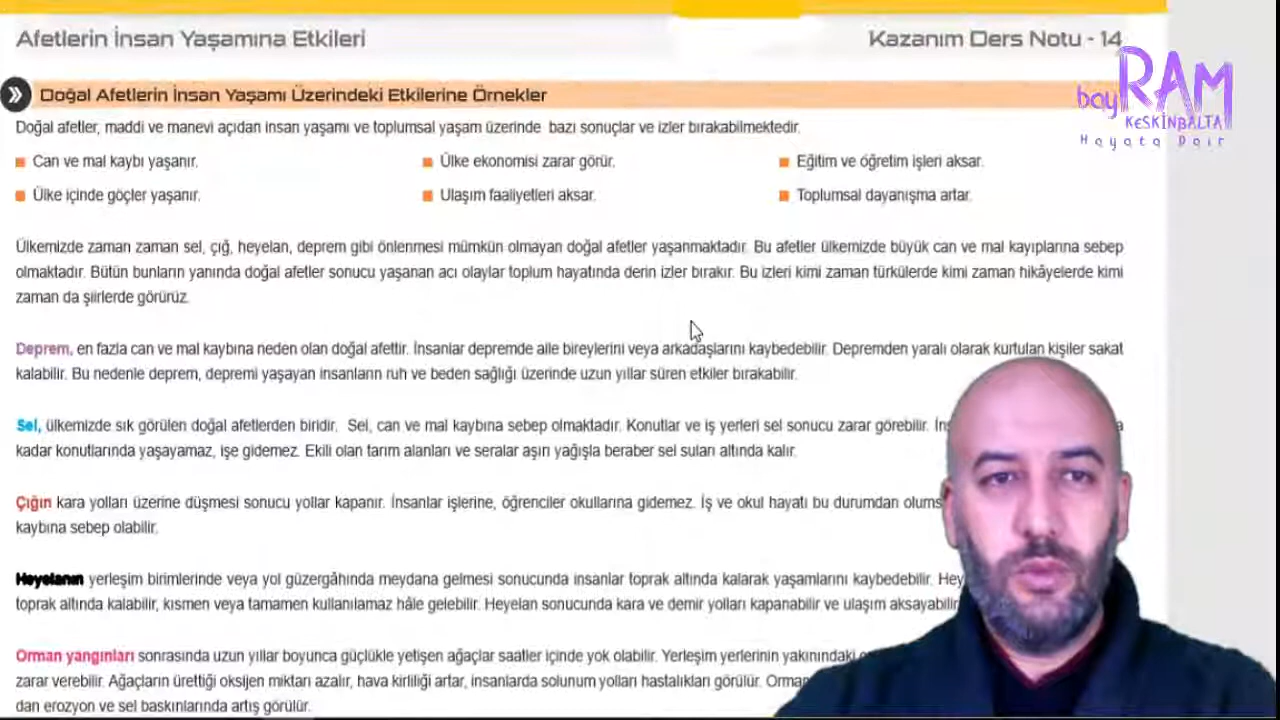 Afetlerin İnsan Yaşamına Etkileri
Kazanım Ders Notu - 14
bay RAM
KESKİNBALTA
Hayata Dair
Doğal Afetlerin İnsan Yaşamı Üzerindeki Etkilerine Örnekler
Doğal afetler, maddi ve manevi açıdan insan yaşamı ve toplumsal yaşam üzerinde bazı sonuçlar ve izler bırakabilmektedir.
Can ve mal kaybı yaşanır.
Ülke ekonomisi zarar görür.
Eğitim ve öğretim işleri aksar.
Ülke içinde göçler yaşanır.
Ulaşım faaliyetleri aksar.
Toplumsal dayanışma artar.
Ülkemizde zaman zaman sel, çığ, heyelan, deprem gibi önlenmesi mümkün olmayan doğal afetler yaşanmaktadır. Bu afetler ülkemizde büyük can ve mal kayıplarına sebep
olmaktadır. Bütün bunların yanında doğal afetler sonucu yaşanan acı olaylar toplum hayatında derin izler bırakır. Bu izleri kimi zaman türkülerde kimi zaman hikâyelerde kimi
zaman da şiirlerde görürüz.
Deprem, en fazla can ve mal kaybına neden olan doğal afettir. İnsanlar depremde aile bireylerini veya arkadaşlarını kaybedebilir. Depremden yaralı olarak kurtulan kişiler sakat
kalabilir. Bu nedenle deprem, depremi yaşayan insanların ruh ve beden sağlığı üzerinde uzun yıllar süren etkiler bırakabilir.
Sel, ülkemizde sık görülen doğal afetlerden biridir. Sel, can ve mal kaybına sebep olmaktadır. Konutlar ve iş yerleri sel sonucu zarar görebilir.
kadar konutlarında yaşayamaz, işe gidemez. Ekili olan tarım alanları ve seralar aşırı yağışla beraber sel suları altında kalır.
Çığın kara yolları üzerine düşmesi sonucu yollar kapanır. İnsanlar işlerine, öğrenciler okullarına gidemez. İş ve okul hayatı bu durumdan
kaybına sebep olabilir.
Heyelanın yerleşim birimlerinde veya yol güzergâhında meydana gelmesi sonucunda insanlar toprak altında kalarak yaşamlarını kaybedebilir.
toprak altında kalabilir, kısmen veya tamamen kullanılamaz hâle gelebilir. Heyelan sonucunda kara ve demir yolları kapanabilir ve ulaşım aksayabilir
Orman yangınları sonrasında uzun yıllar boyunca güçlükle yetişen ağaçlar saatler içinde yok olabilir. Yerleşim yerlerinin yakınındaki
zarar verebilir. Ağaçların ürettiği oksijen miktarı azalır, hava kirliliği artar, insanlarda solunum yolları hastalıkları görülür.
dan erozyon ve sel baskınlarında artış görülür.